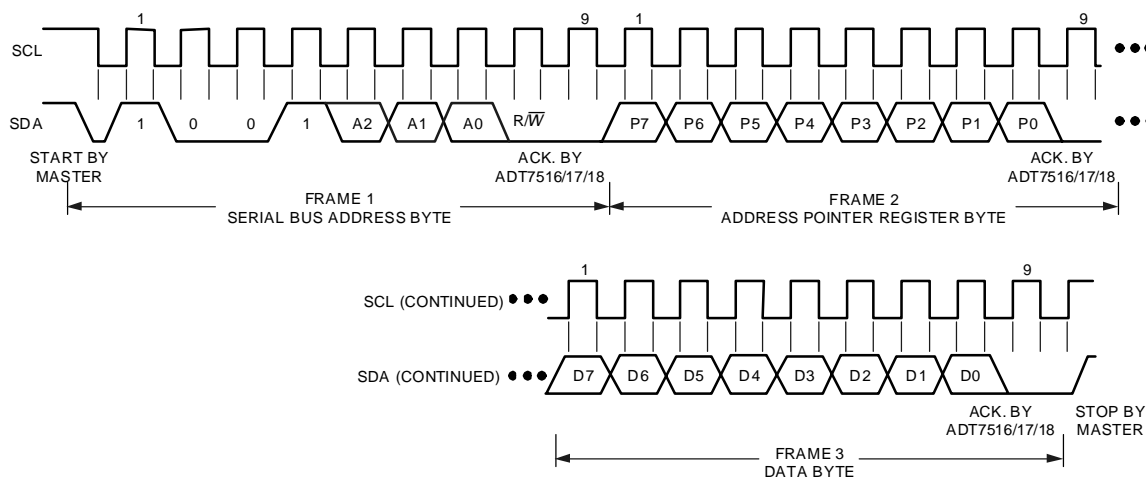 1 9 1 9
SCL
SDA 1 0 0 1 A2 A1 A0 R/W̅ P7 P6 P5 P4 P3 P2 P1 P0
START BY
MASTER
ACK. BY
ADT7516/17/18
ACK. BY
ADT7516/17/18
FRAME 1
SERIAL BUS ADDRESS BYTE
FRAME 2
ADDRESS POINTER REGISTER BYTE
1 9
SCL (CONTINUED)
SDA (CONTINUED) D7 D6 D5 D4 D3 D2 D1 D0
ACK. BY
ADT7516/17/18
STOP BY
MASTER
FRAME 3
DATA BYTE